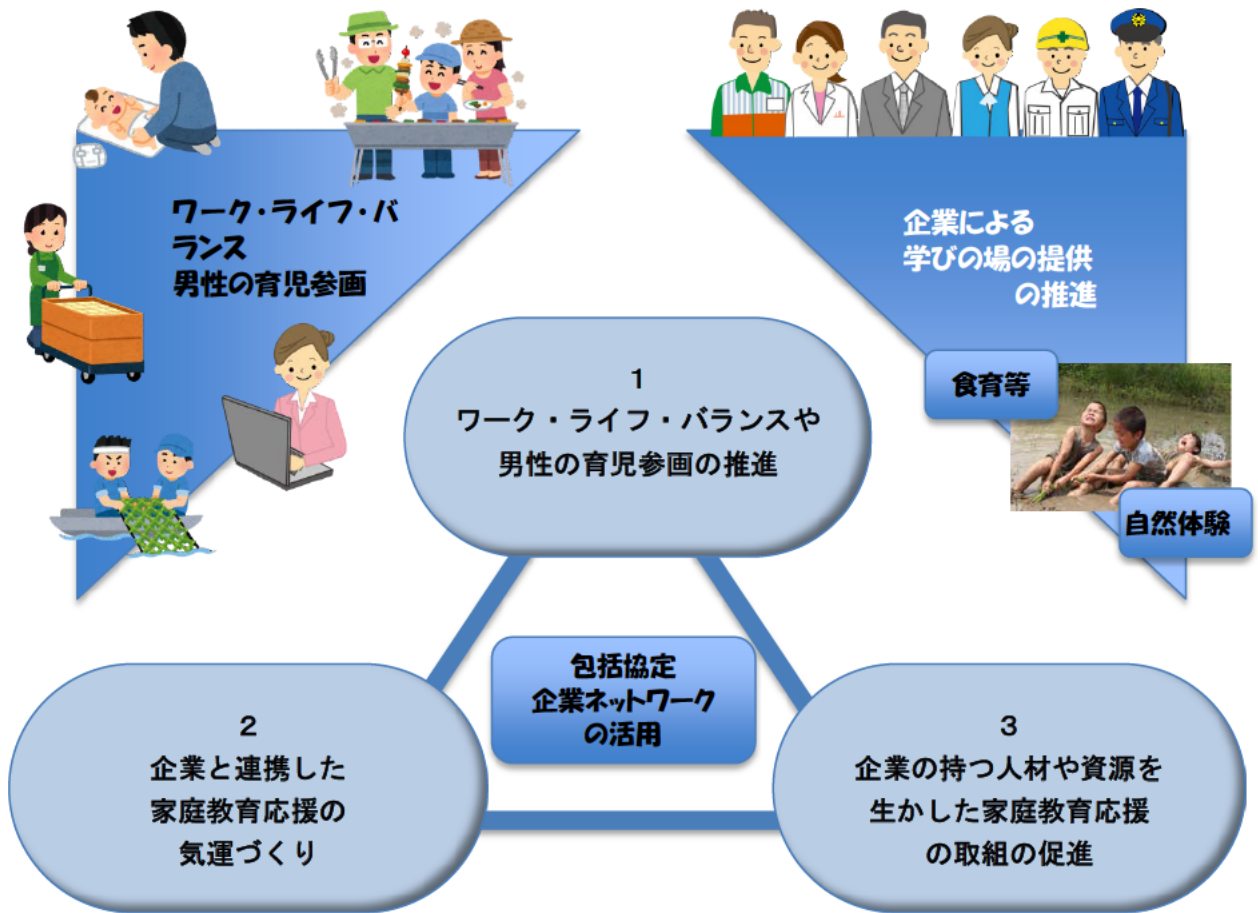 ワーク・ライフ・バ
ランス
男性の育児参画
企業による
学びの場の提供
の推進
食育等
自然体験
1
ワーク・ライフ・バランスや
男性の育児参画の推進
包括協定
企業ネットワーク
の活用
2
企業と連携した
家庭教育応援の
気運づくり
3
企業の持つ人材や資源を
生かした家庭教育応援
の取組の促進